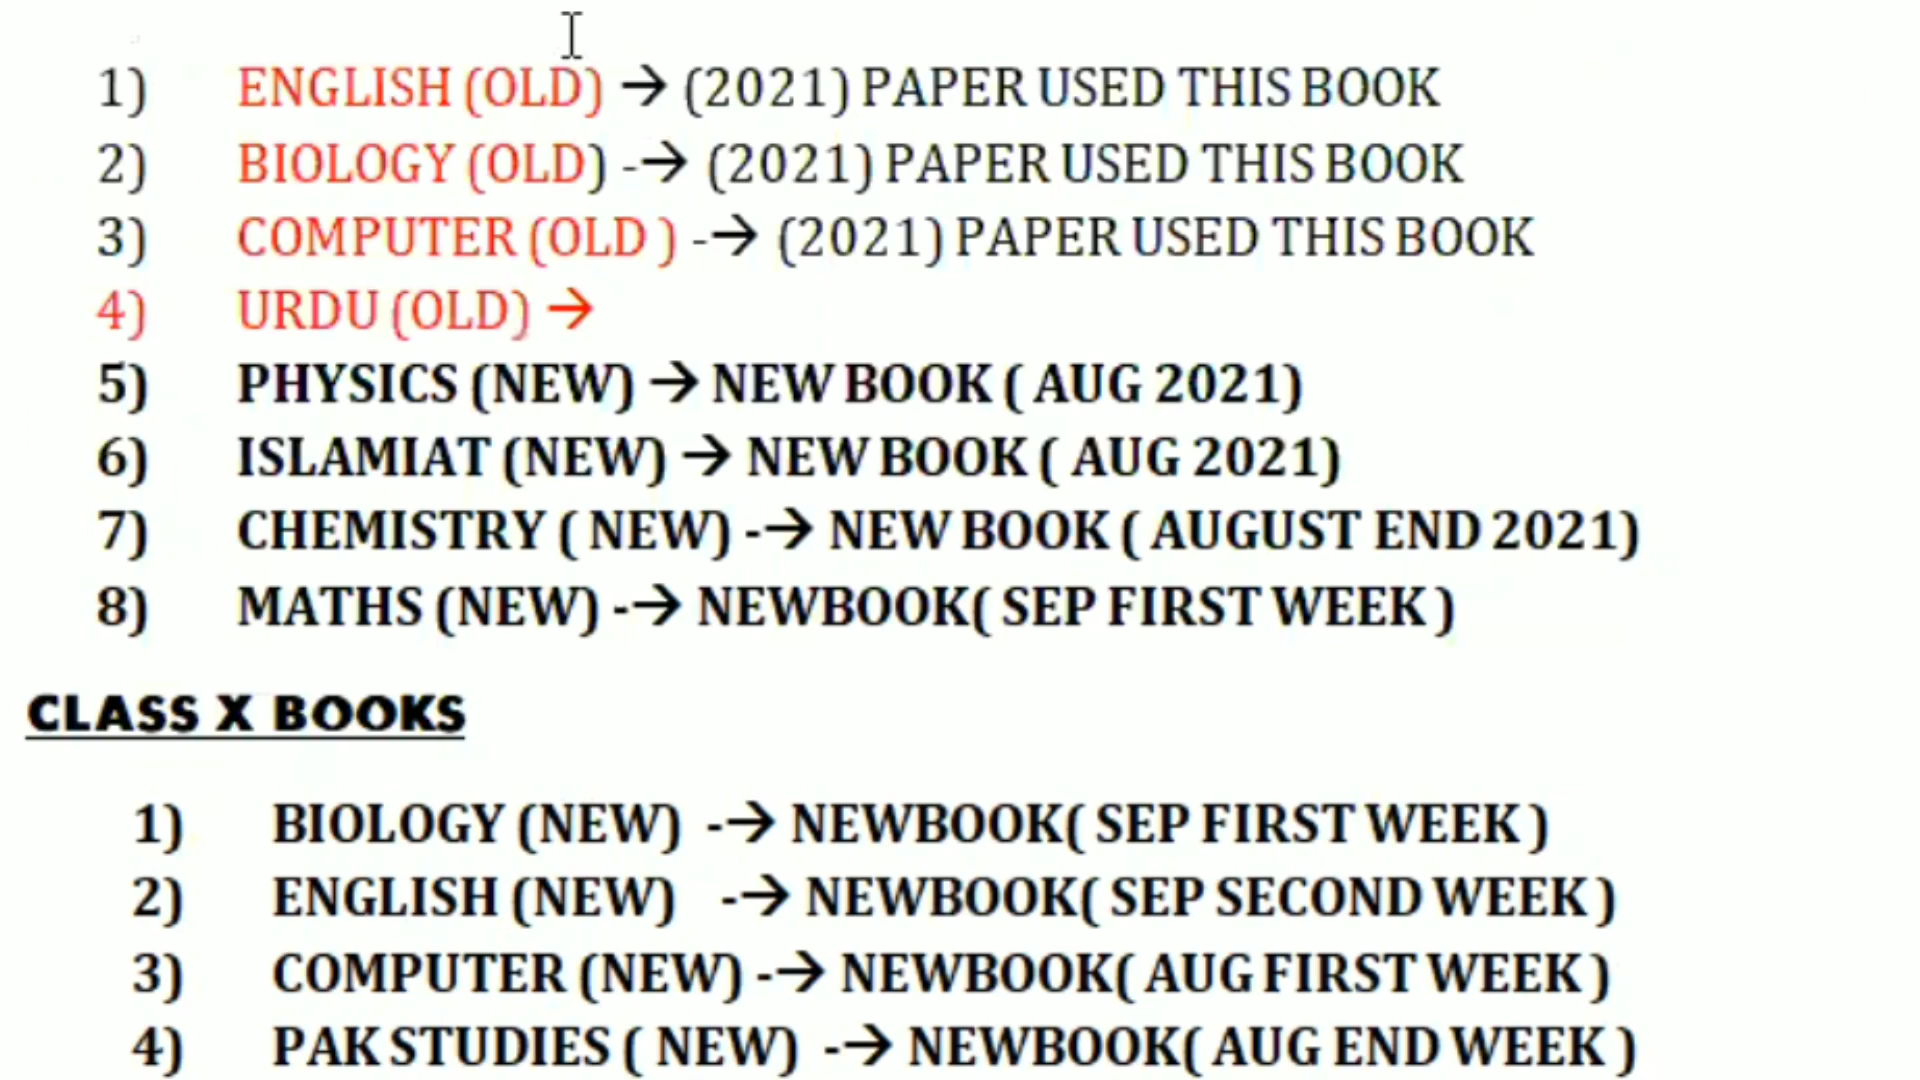 1) ENGLISH (OLD) → (2021) PAPER USED THIS BOOK
2) BIOLOGY (OLD) -→ (2021) PAPER USED THIS BOOK
3) COMPUTER (OLD ) -→ (2021) PAPER USED THIS BOOK
4) URDU (OLD) →
5) PHYSICS (NEW) → NEW BOOK ( AUG 2021)
6) ISLAMIAT (NEW) → NEW BOOK ( AUG 2021)
7) CHEMISTRY ( NEW) -→ NEW BOOK ( AUGUST END 2021)
8) MATHS (NEW) -→ NEWBOOK( SEP FIRST WEEK )
CLASS X BOOKS
1) BIOLOGY (NEW) -→ NEWBOOK( SEP FIRST WEEK )
2) ENGLISH (NEW) -→ NEWBOOK( SEP SECOND WEEK )
3) COMPUTER (NEW) -→ NEWBOOK( AUG FIRST WEEK )
4) PAK STUDIES ( NEW) -→ NEWBOOK( AUG END WEEK )